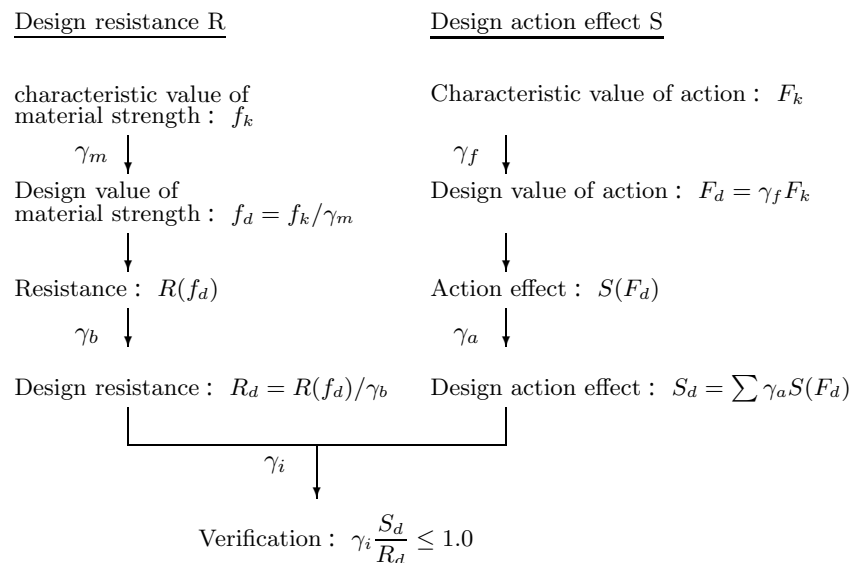 Design resistance R
Design action effect S
characteristic value of
material strength : f_k
Characteristic value of action : F_k
γ_m
γ_f
Design value of
material strength : f_d = f_k/γ_m
Design value of action : F_d = γ_f F_k
Resistance : R(f_d)
Action effect : S(F_d)
γ_b
γ_a
Design resistance : R_d = R(f_d)/γ_b
Design action effect : S_d = ∑ γ_a S(F_d)
γ_i
Verification : γ_i S_d/R_d ≤ 1.0